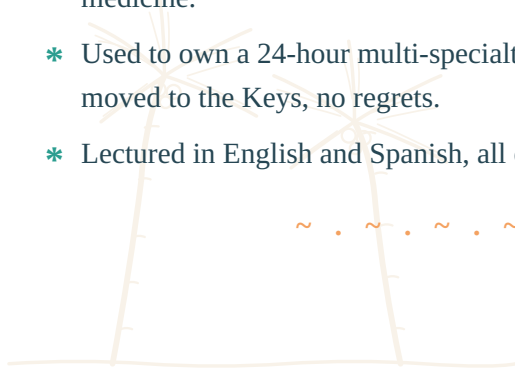 medicine.
* Used to own a 24-hour multi-specialt
moved to the Keys, no regrets.
* Lectured in English and Spanish, all
~ . ~ . ~ . ~